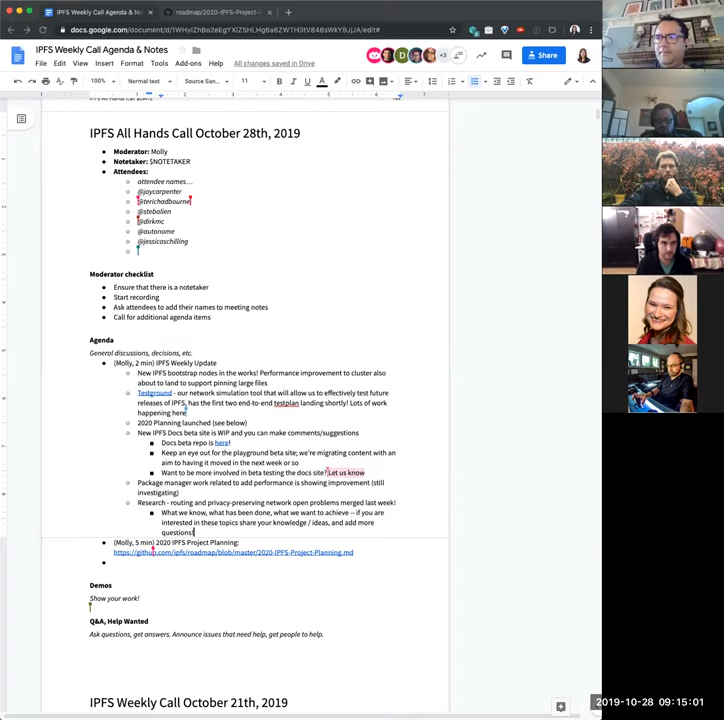 IPFS Weekly Call Agenda & No
roadmap/2020-IPFS-Project-P
docs.google.com/document/d/
IPFS Weekly Call Agenda & Notes
File Edit View Insert Format Tools Add-ons Help All changes saved in Drive
+3
Share
100% Normal text Source San... 11
IPFS All Hands Call October 28th, 2019
Moderator: Molly
Notetaker: $NOTETAKER
Attendees:
attendee names...
@jaycarpenter
@terichadbourne
@stebalien
@dirkmc
@autonome
@jessicaschilling
Moderator checklist
Ensure that there is a notetaker
Start recording
Ask attendees to add their names to meeting notes
Call for additional agenda items
Agenda
General discussions, decisions, etc.
(Molly, 2 min) IPFS Weekly Update
New IPFS bootstrap nodes in the works! Performance improvement to cluster also
about to land to support pinning large files
Testground - our network simulation tool that will allow us to effectively test future
releases of IPFS, has the first two end-to-end testplan landing shortly! Lots of work
happening here
2020 Planning launched (see below)
New IPFS Docs beta site is WIP and you can make comments/suggestions
Docs beta repo is here!
Keep an eye out for the playground beta site; we're migrating content with an
aim to having it moved in the next week or so
Want to be more involved in beta testing the docs site? Let us know
Package manager work related to add performance is showing improvement (still
investigating)
Research - routing and privacy-preserving network open problems merged last week!
What we know, what has been done, what we want to achieve -- if you are
interested in these topics share your knowledge / ideas, and add more
questions!
(Molly, 5 min) 2020 IPFS Project Planning:
https://github.com/ipfs/roadmap/blob/master/2020-IPFS-Project-Planning.md
Demos
Show your work!
Q&A, Help Wanted
Ask questions, get answers. Announce issues that need help, get people to help.
IPFS Weekly Call October 21th, 2019
2019-10-28 09:15:01